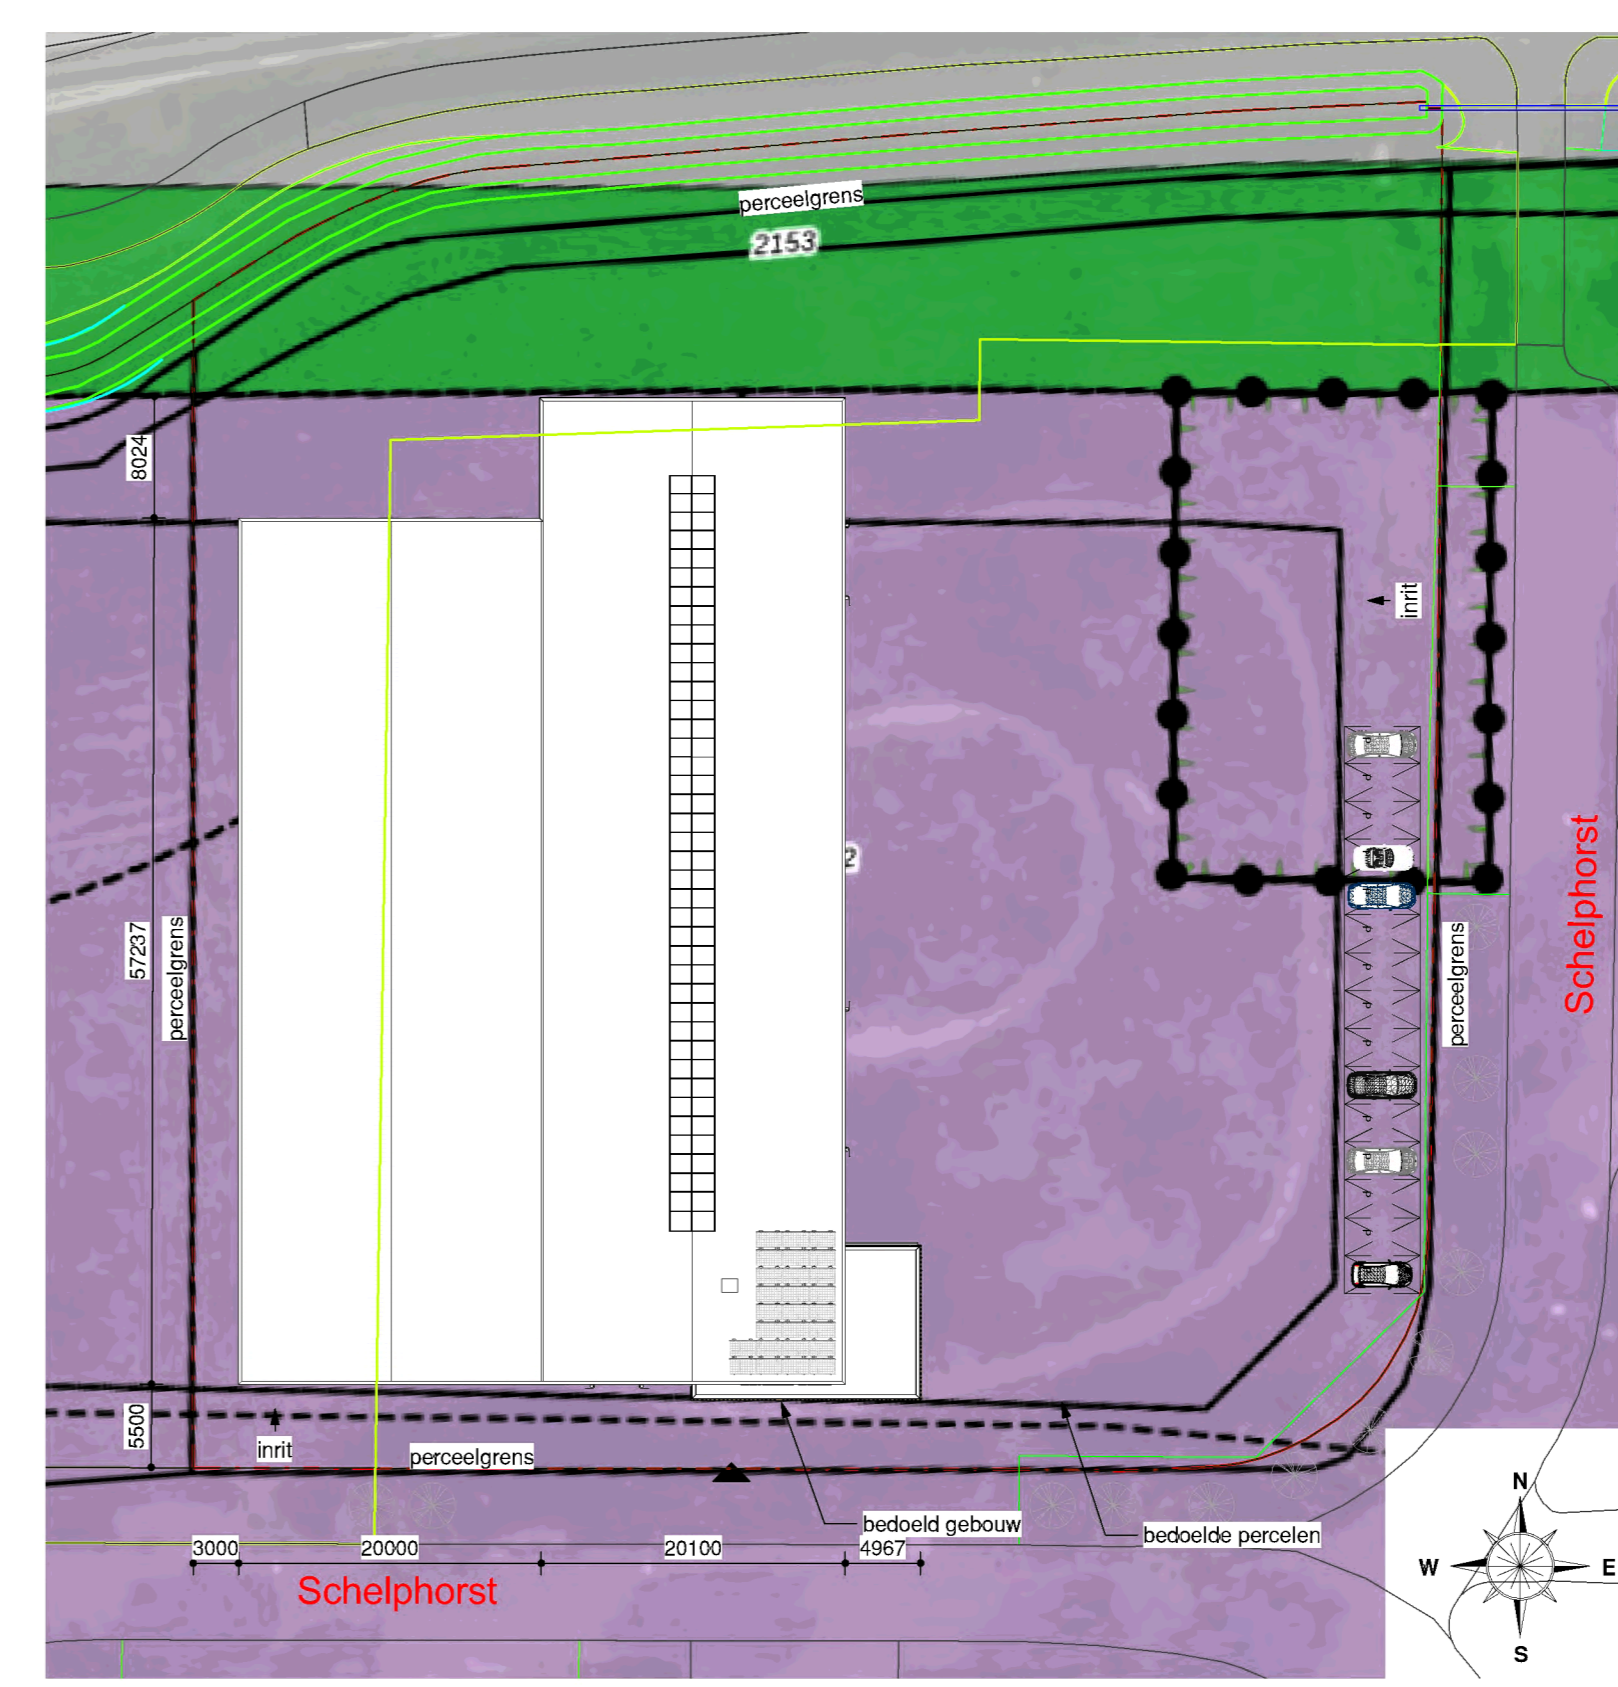 perceelgrens
2153
8024
inrit
2
Schelphorst
57237
perceelgrens
perceelgrens
5500
inrit
perceelgrens
N
bedoeld gebouw
bedoelde percelen
3000
20000
20100
4967
W
E
Schelphorst
S